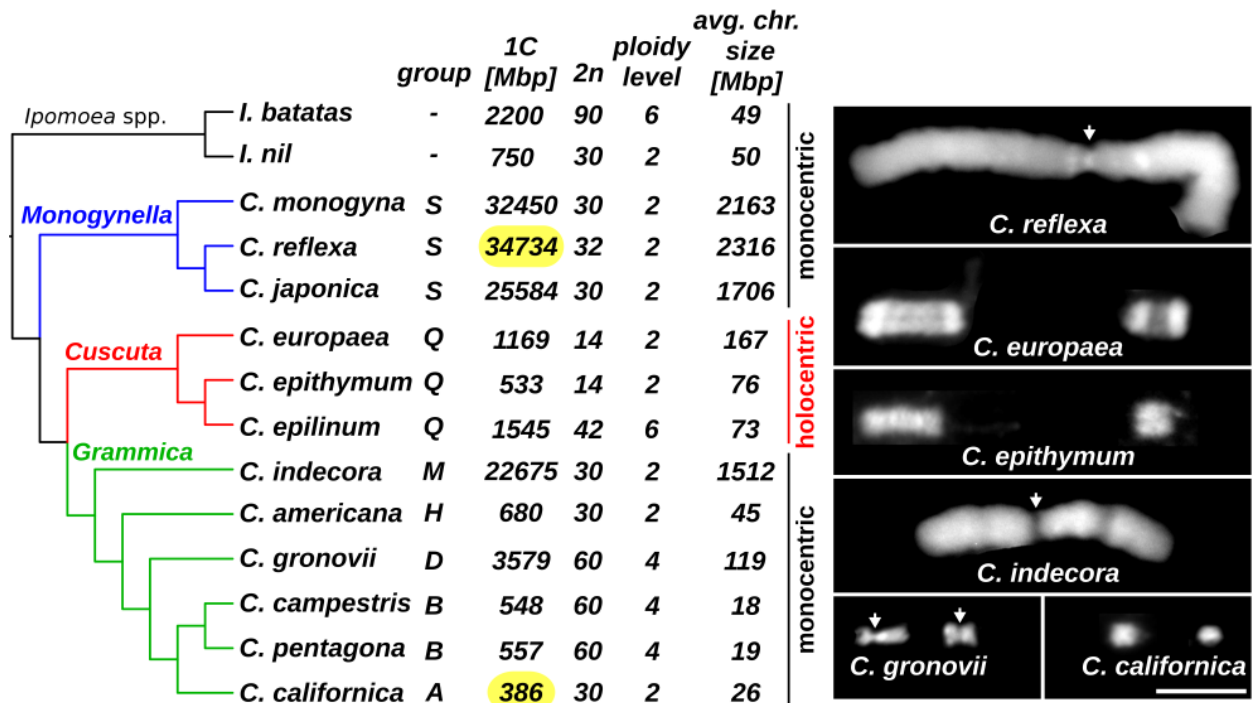 group 1C [Mbp] 2n ploidy level avg. chr. size [Mbp]
Ipomoea spp.
I. batatas - 2200 90 6 49
I. nil - 750 30 2 50
Monogynella
C. monogyna S 32450 30 2 2163
C. reflexa S 34734 32 2 2316
C. japonica S 25584 30 2 1706
monocentric
Cuscuta
C. europaea Q 1169 14 2 167
C. epithymum Q 533 14 2 76
C. epilinum Q 1545 42 6 73
holocentric
Grammica
C. indecora M 22675 30 2 1512
C. americana H 680 30 2 45
C. gronovii D 3579 60 4 119
C. campestris B 548 60 4 18
C. pentagona B 557 60 4 19
C. californica A 386 30 2 26
monocentric
C. reflexa
C. europaea
C. epithymum
C. indecora
C. gronovii
C. californica